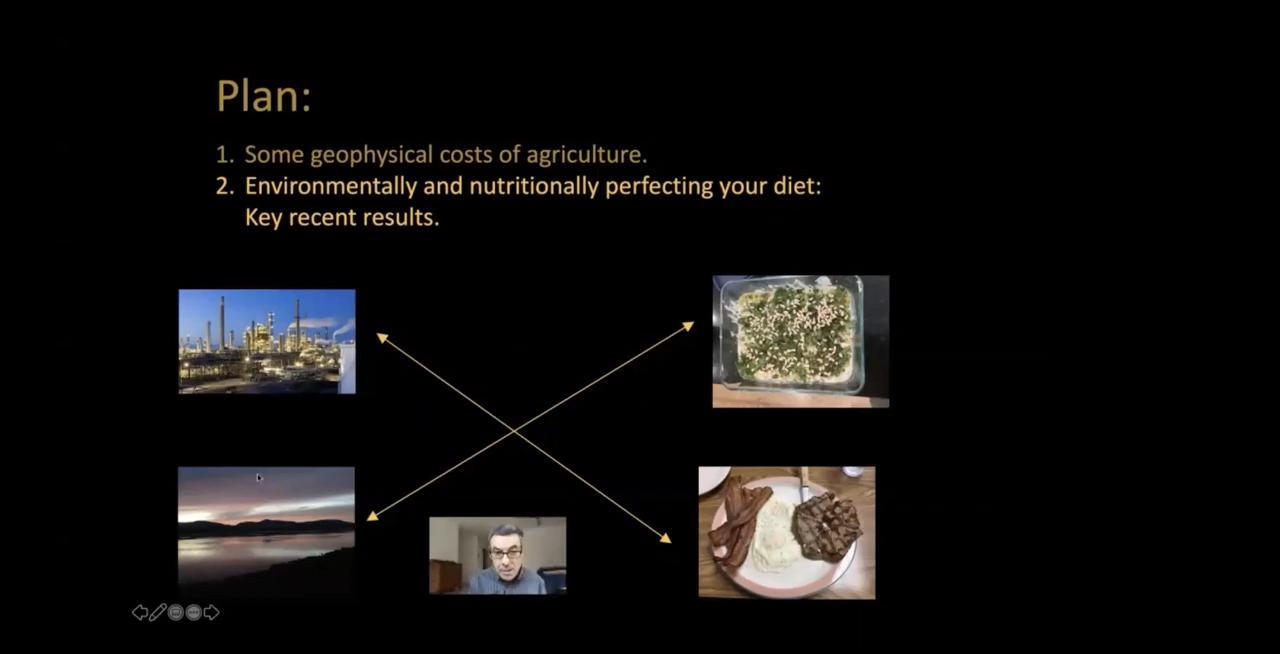 Plan:
1. Some geophysical costs of agriculture.
2. Environmentally and nutritionally perfecting your diet:
Key recent results.